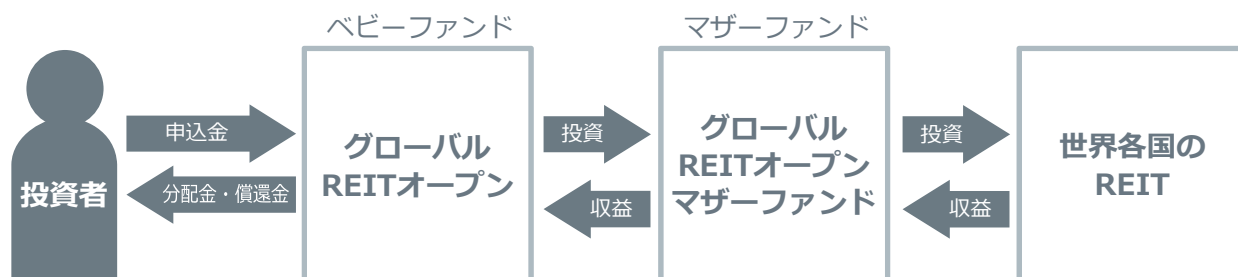 ベビーファンド
マザーファンド
投資者
申込金
分配金・償還金
グローバル
REITオープン
投資
収益
グローバル
REITオープン
マザーファンド
投資
収益
世界各国の
REIT